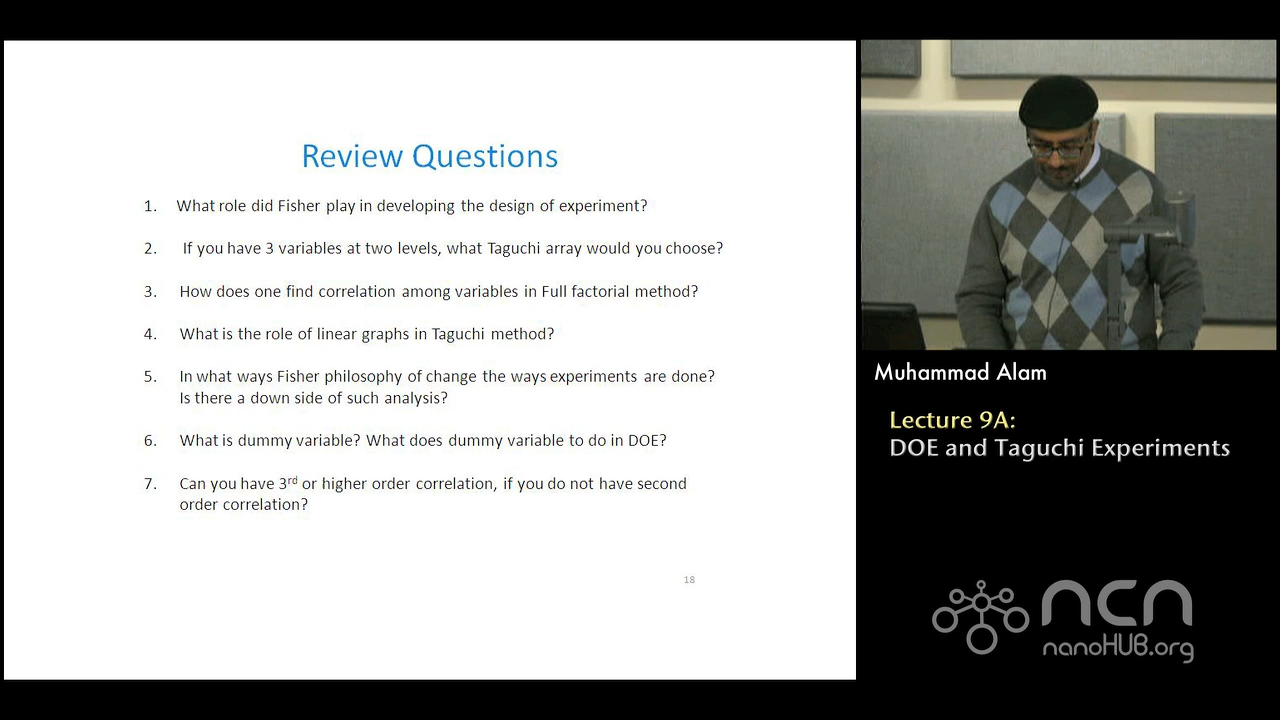 Review Questions
1. What role did Fisher play in developing the design of experiment?
2. If you have 3 variables at two levels, what Taguchi array would you choose?
3. How does one find correlation among variables in Full factorial method?
4. What is the role of linear graphs in Taguchi method?
5. In what ways Fisher philosophy of change the ways experiments are done?
Is there a down side of such analysis?
6. What is dummy variable? What does dummy variable to do in DOE?
7. Can you have 3rd or higher order correlation, if you do not have second
order correlation?
18
Muhammad Alam
Lecture 9A:
DOE and Taguchi Experiments
ncn
nanoHUB.org